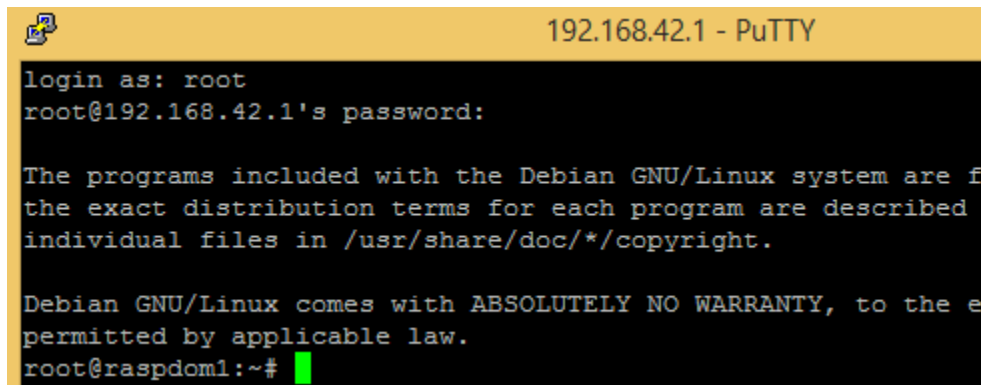 192.168.42.1 - PuTTY
login as: root
root@192.168.42.1's password:
The programs included with the Debian GNU/Linux system are f
the exact distribution terms for each program are described
individual files in /usr/share/doc/*/copyright.
Debian GNU/Linux comes with ABSOLUTELY NO WARRANTY, to the e
permitted by applicable law.
root@raspdom1:~#